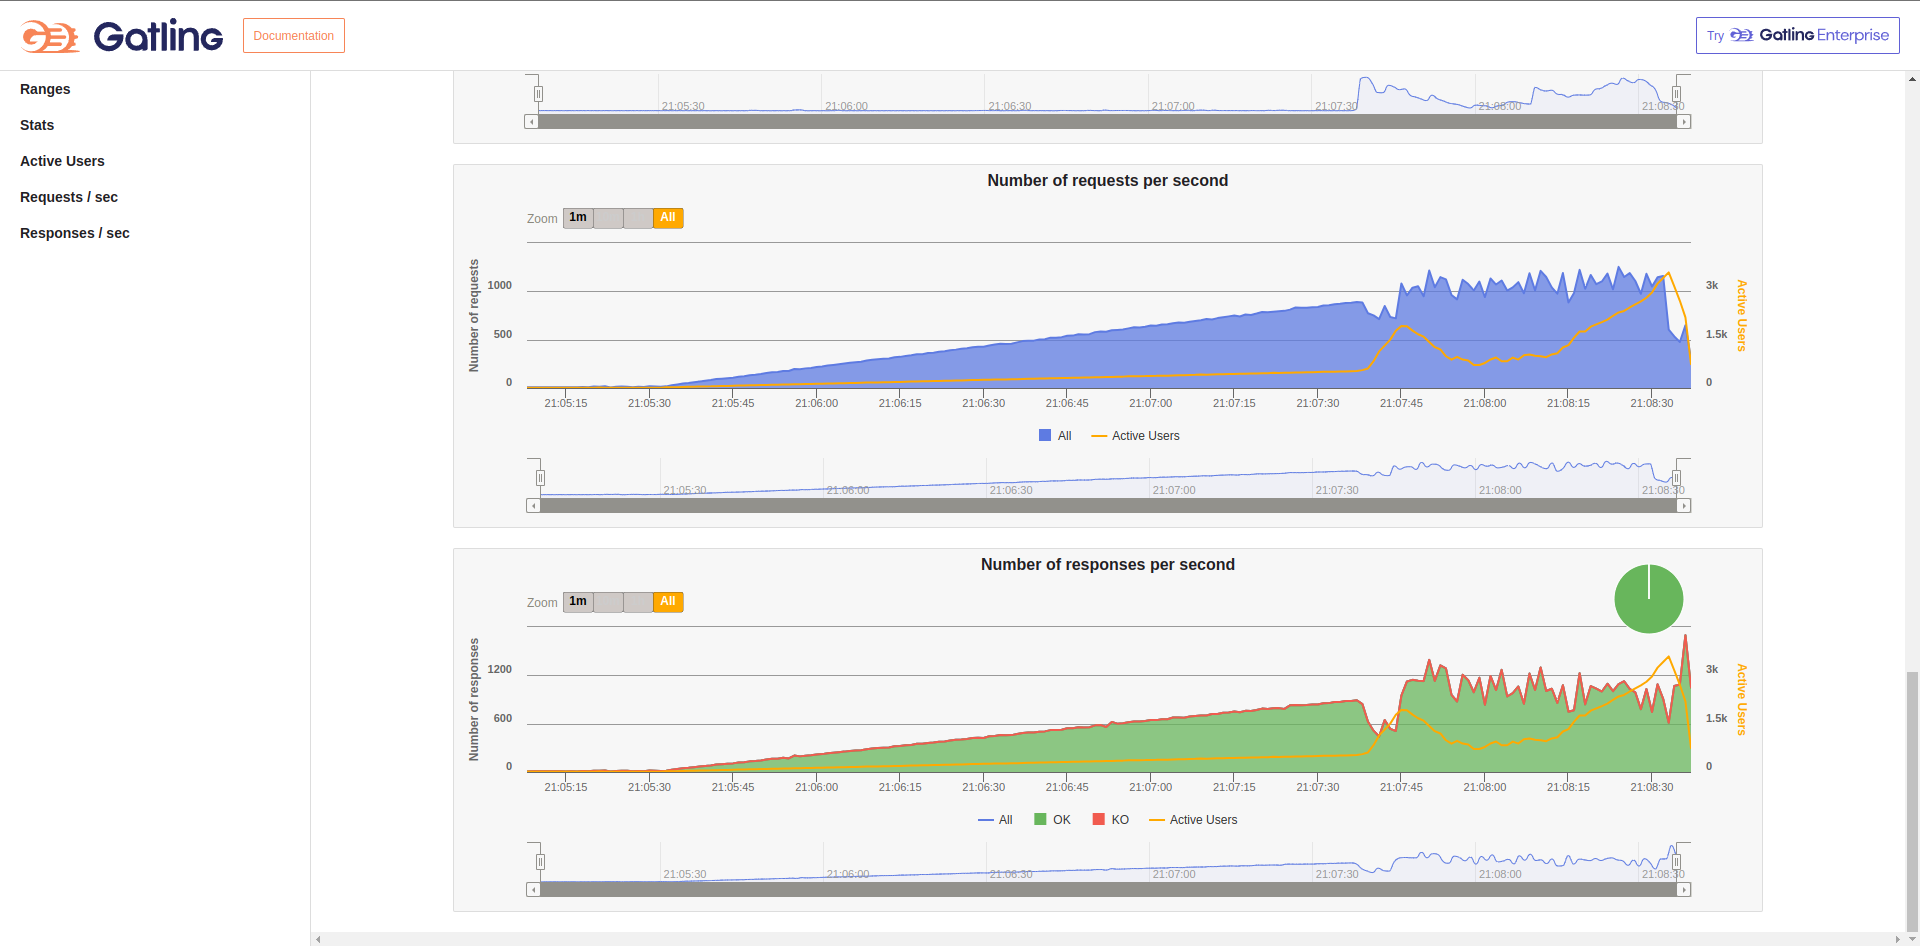 Gatling
Documentation
Try Gatling Enterprise
Ranges
Stats
Active Users
Requests / sec
Responses / sec
21:05:30 21:06:00 21:06:30 21:07:00 21:07:30 21:08:00 21:08:30
Number of requests per second
Zoom 1m All
Number of requests
1000
500
0
3k
1.5k
0
Active Users
21:05:15 21:05:30 21:05:45 21:06:00 21:06:15 21:06:30 21:06:45 21:07:00 21:07:15 21:07:30 21:07:45 21:08:00 21:08:15 21:08:30
All Active Users
21:05:30 21:06:00 21:06:30 21:07:00 21:07:30 21:08:00 21:08:30
Number of responses per second
Zoom 1m All
Number of responses
1200
600
0
3k
1.5k
0
Active Users
21:05:15 21:05:30 21:05:45 21:06:00 21:06:15 21:06:30 21:06:45 21:07:00 21:07:15 21:07:30 21:07:45 21:08:00 21:08:15 21:08:30
All OK KO Active Users
21:05:30 21:06:00 21:06:30 21:07:00 21:07:30 21:08:00 21:08:30